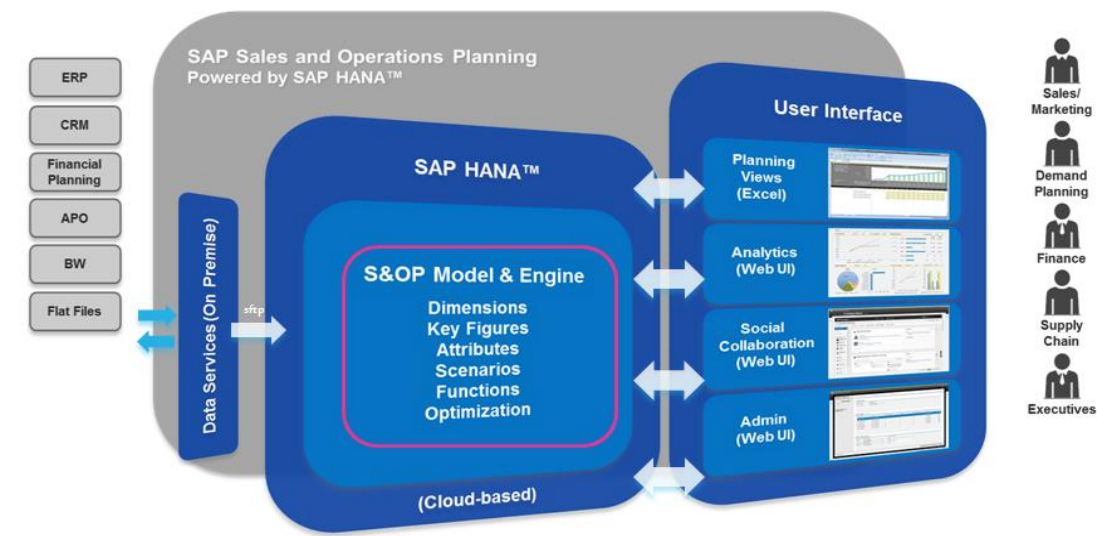 SAP Sales and Operations Planning
Powered by SAP HANA™
ERP
CRM
Financial
Planning
APO
BW
Flat Files
Data Services (On Premise)
sftp
SAP HANA™
S&OP Model & Engine
Dimensions
Key Figures
Attributes
Scenarios
Functions
Optimization
(Cloud-based)
User Interface
Planning
Views
(Excel)
Analytics
(Web UI)
Social
Collaboration
(Web UI)
Admin
(Web UI)
Sales/
Marketing
Demand
Planning
Finance
Supply
Chain
Executives